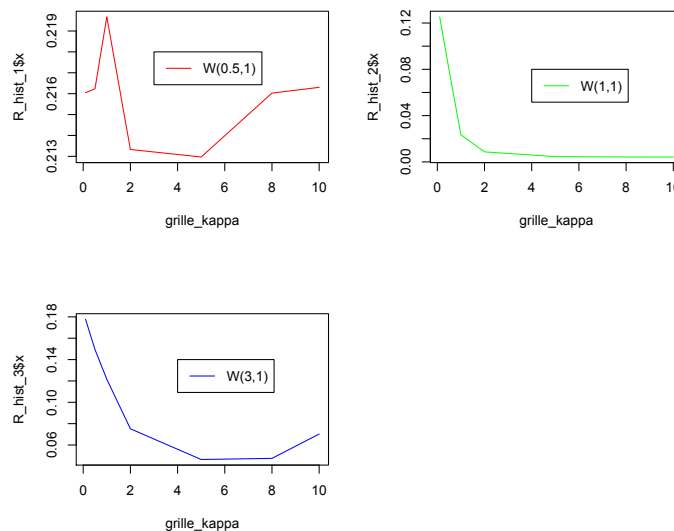 R_hist_1$x
0.219
0.216
0.213
W(0.5,1)
0 2 4 6 8 10
grille_kappa
R_hist_2$x
0.12
0.08
0.04
0.00
W(1,1)
0 2 4 6 8 10
grille_kappa
R_hist_3$x
0.18
0.14
0.10
0.06
W(3,1)
0 2 4 6 8 10
grille_kappa